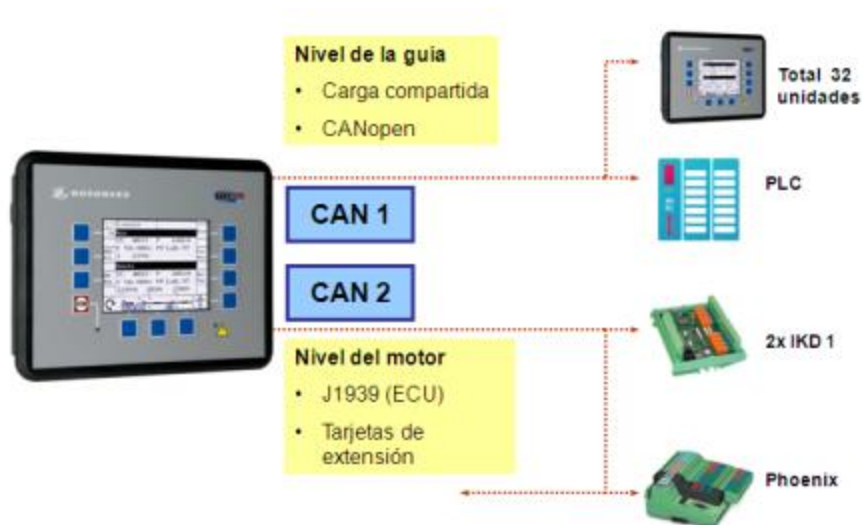 Nivel de la guia
• Carga compartida
• CANopen
Total 32
unidades
WOODWARD
PLC
CAN 1
CAN 2
2x IKD 1
Nivel del motor
• J1939 (ECU)
• Tarjetas de
extensión
Phoenix